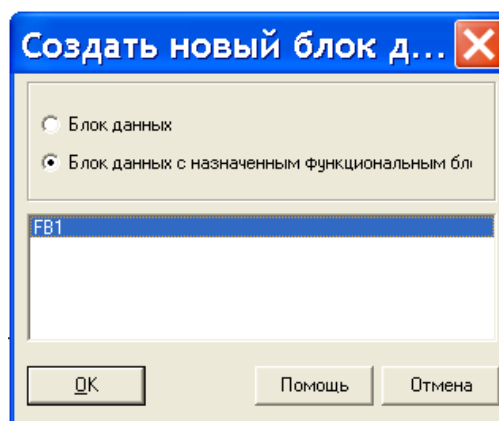 Создать новый блок д...
Блок данных
Блок данных с назначенным функциональным бл
FB1
OK
Помощь
Отмена